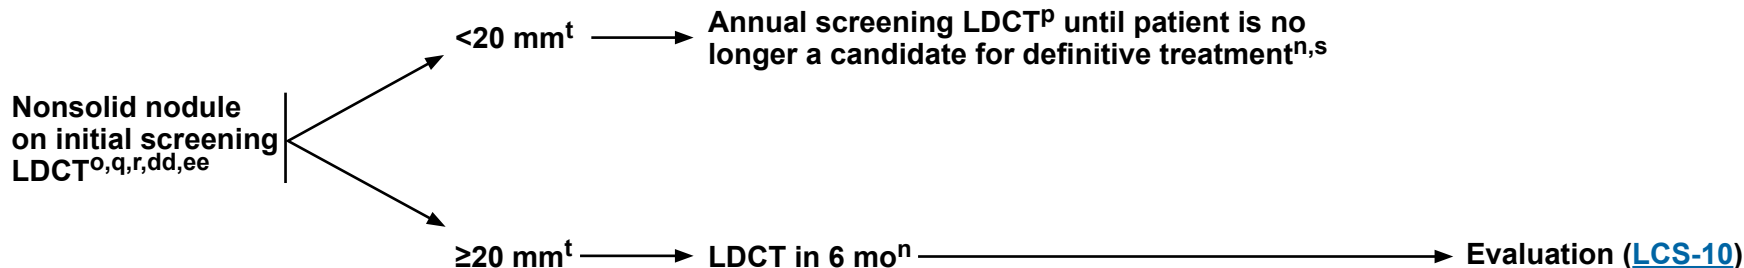 Nonsolid nodule
on initial screening
LDCTo,q,r,dd,ee
<20 mmt
Annual screening LDCTp until patient is no
longer a candidate for definitive treatmentn,s
≥20 mmt
LDCT in 6 mon
Evaluation (LCS-10)